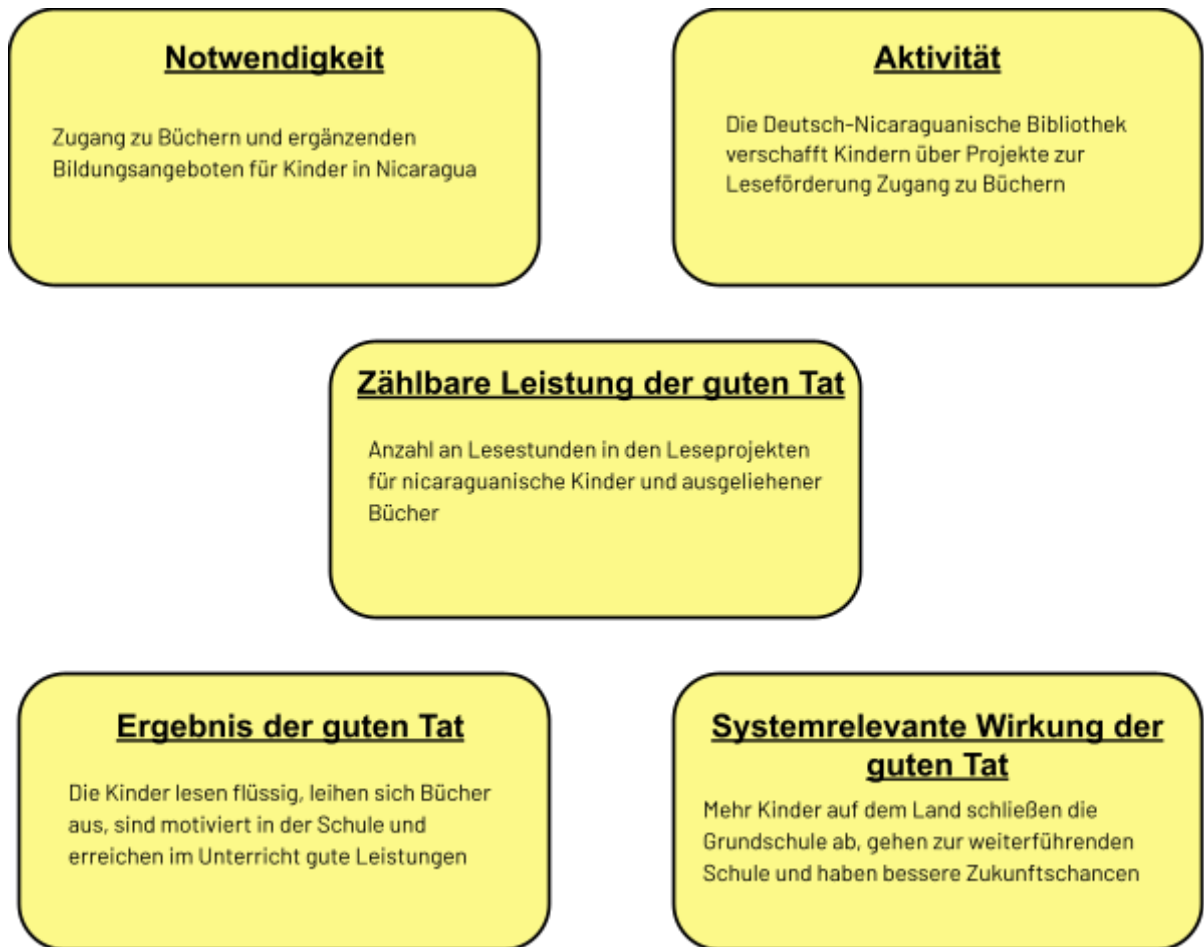 Notwendigkeit
Zugang zu Büchern und ergänzenden
Bildungsangeboten für Kinder in Nicaragua
Aktivität
Die Deutsch-Nicaraguanische Bibliothek
verschafft Kindern über Projekte zur
Leseförderung Zugang zu Büchern
Zählbare Leistung der guten Tat
Anzahl an Lesestunden in den Leseprojekten
für nicaraguanische Kinder und ausgeliehener
Bücher
Ergebnis der guten Tat
Die Kinder lesen flüssig, leihen sich Bücher
aus, sind motiviert in der Schule und
erreichen im Unterricht gute Leistungen
Systemrelevante Wirkung der
guten Tat
Mehr Kinder auf dem Land schließen die
Grundschule ab, gehen zur weiterführenden
Schule und haben bessere Zukunftschancen